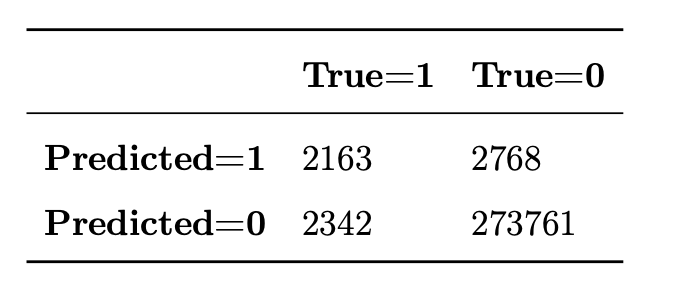 True=1 True=0
Predicted=1 2163 2768
Predicted=0 2342 273761